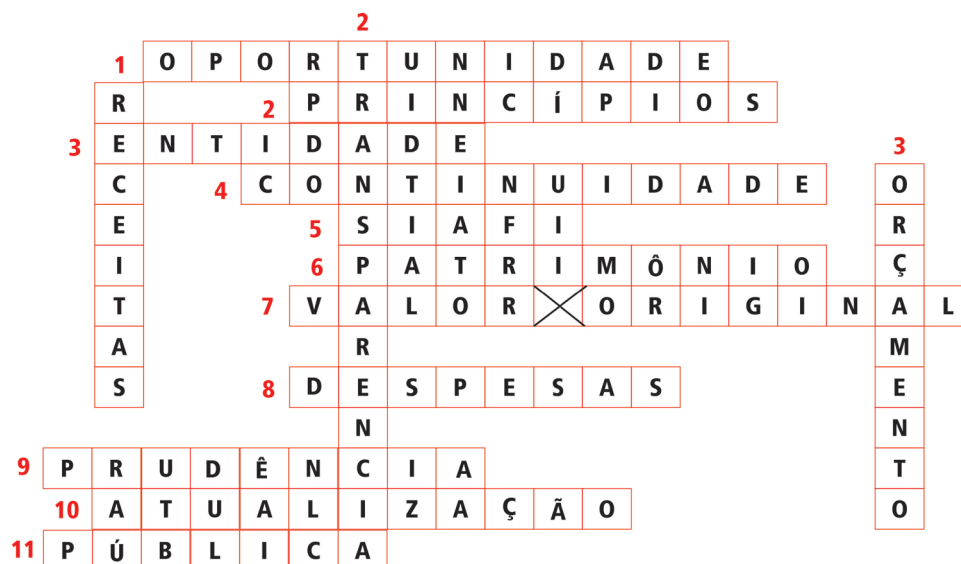 2
1 O P O R T U N I D A D E
R 2 P R I N C Í P I O S
3 E N T I D A D E 3
C 4 C O N T I N U I D A D E O
E 5 S I A F I R
I 6 P A T R I M Ô N I O Ç
T 7 V A L O R O R I G I N A L
A R M
S 8 D E S P E S A S E
N N
9 P R U D Ê N C I A T
10 A T U A L I Z A Ç Ã O O
11 P Ú B L I C A